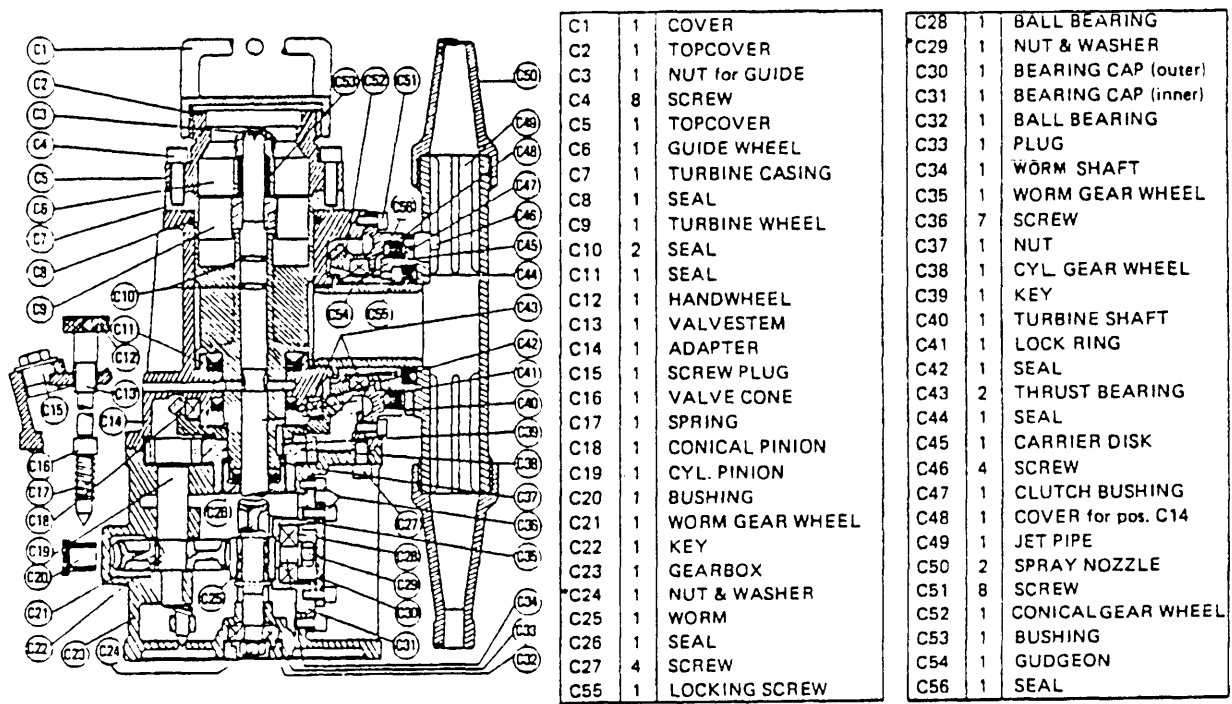 C1
C2
C3
C4
C5
C6
C7
C8
C9
C10
C11
C12
C13
C14
C15
C16
C17
C18
C19
C20
C21
C22
C23
C24
C25
C26
C53
C52
C51
C50
C49
C48
C47
C56
C46
C45
C44
C54
C55
C43
C42
C41
C40
C39
C38
C37
C27
C36
C35
C28
C29
C30
C31
C34
C33
C32
C1 1 COVER
C2 1 TOPCOVER
C3 1 NUT for GUIDE
C4 8 SCREW
C5 1 TOPCOVER
C6 1 GUIDE WHEEL
C7 1 TURBINE CASING
C8 1 SEAL
C9 1 TURBINE WHEEL
C10 2 SEAL
C11 1 SEAL
C12 1 HANDWHEEL
C13 1 VALVESTEM
C14 1 ADAPTER
C15 1 SCREW PLUG
C16 1 VALVE CONE
C17 1 SPRING
C18 1 CONICAL PINION
C19 1 CYL. PINION
C20 1 BUSHING
C21 1 WORM GEAR WHEEL
C22 1 KEY
C23 1 GEARBOX
C24 1 NUT & WASHER
C25 1 WORM
C26 1 SEAL
C27 4 SCREW
C55 1 LOCKING SCREW
C28 1 BALL BEARING
C29 1 NUT & WASHER
C30 1 BEARING CAP (outer)
C31 1 BEARING CAP (inner)
C32 1 BALL BEARING
C33 1 PLUG
C34 1 WORM SHAFT
C35 1 WORM GEAR WHEEL
C36 7 SCREW
C37 1 NUT
C38 1 CYL. GEAR WHEEL
C39 1 KEY
C40 1 TURBINE SHAFT
C41 1 LOCK RING
C42 1 SEAL
C43 2 THRUST BEARING
C44 1 SEAL
C45 1 CARRIER DISK
C46 4 SCREW
C47 1 CLUTCH BUSHING
C48 1 COVER for pos. C14
C49 1 JET PIPE
C50 2 SPRAY NOZZLE
C51 8 SCREW
C52 1 CONICAL GEAR WHEEL
C53 1 BUSHING
C54 1 GUDGEON
C56 1 SEAL